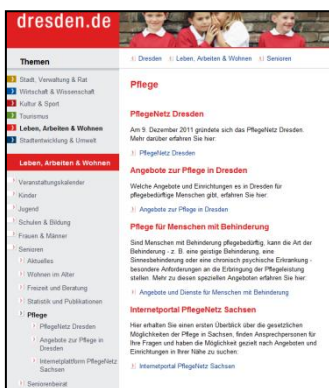 dresden.de
Themen
Stadt, Verwaltung & Rat
Wirtschaft & Wissenschaft
Kultur & Sport
Tourismus
Leben, Arbeiten & Wohnen
Stadtentwicklung & Umwelt
Leben, Arbeiten & Wohnen
Veranstaltungskalender
Kinder
Jugend
Schulen & Bildung
Frauen & Männer
Senioren
Aktuelles
Wohnen im Alter
Freizeit und Beratung
Statistik und Publikationen
Pflege
PflegeNetz Dresden
Angebote zur Pflege in
Dresden
Internetplattform PflegeNetz
Sachsen
Seniorenberat
Dresden Leben, Arbeiten & Wohnen Senioren
Pflege
PflegeNetz Dresden
Am 9. Dezember 2011 gründete sich das PflegeNetz Dresden.
Mehr darüber erfahren Sie hier:
PflegeNetz Dresden
Angebote zur Pflege in Dresden
Welche Angebote und Einrichtungen es in Dresden für
pflegebedürftige Menschen gibt, erfahren Sie hier:
Angebote zur Pflege in Dresden
Pflege für Menschen mit Behinderung
Sind Menschen mit Behinderung pflegebedürftig, kann die Art der
Behinderung - z. B. eine geistige Behinderung, eine
Sinnesbehinderung oder eine chronisch psychische Erkrankung -
besondere Anforderungen an die Erbringung der Pflegeleistung
stellen. Mehr zu diesen speziellen Angeboten erfahren Sie hier:
Angebote und Dienste für Menschen mit Behinderung
Internetportal PflegeNetz Sachsen
Hier erhalten Sie einen ersten Überblick über die gesetzlichen
Möglichkeiten der Pflege in Sachsen, finden Ansprechpersonen für
Ihre Fragen und haben die Möglichkeit gezielt nach Angeboten und
Einrichtungen in Ihrer Nähe zu suchen.
Internetportal PflegeNetz Sachsen